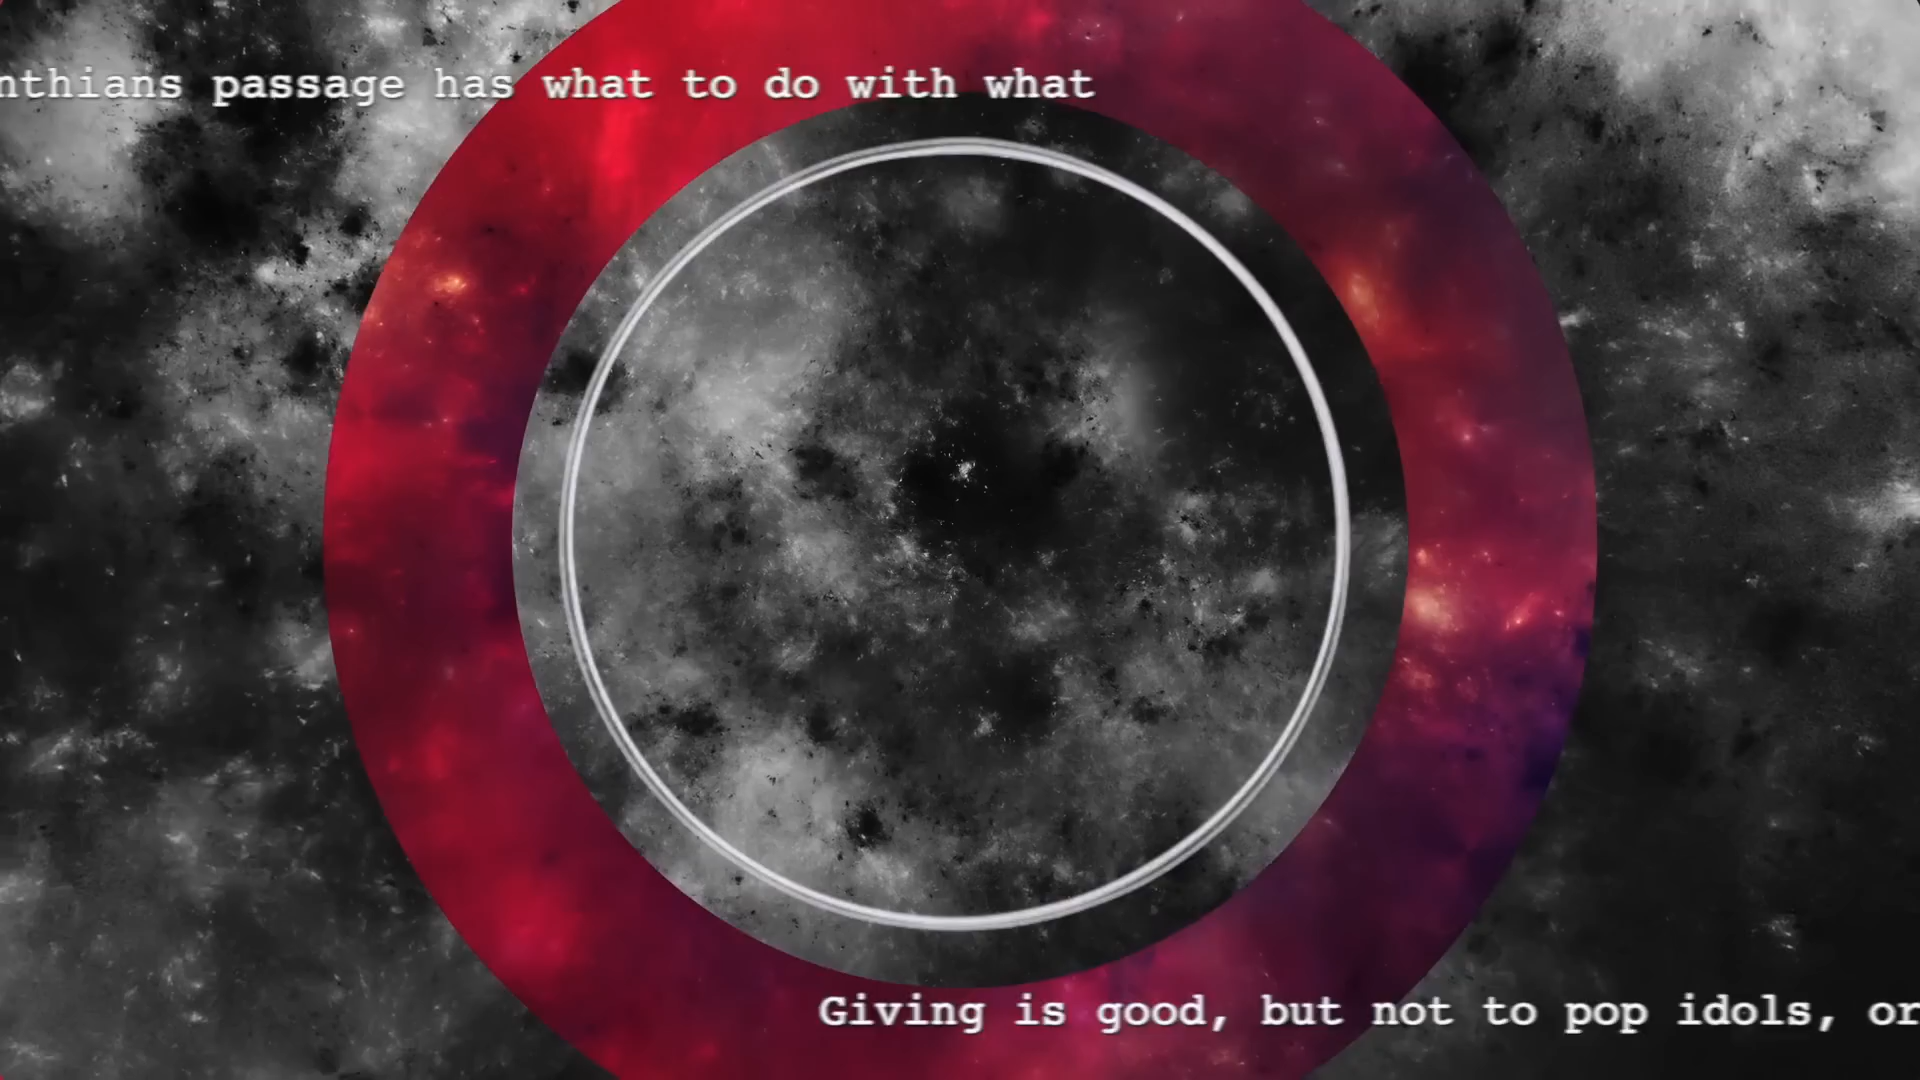 nthians passage has what to do with what
Giving is good, but not to pop idols, or